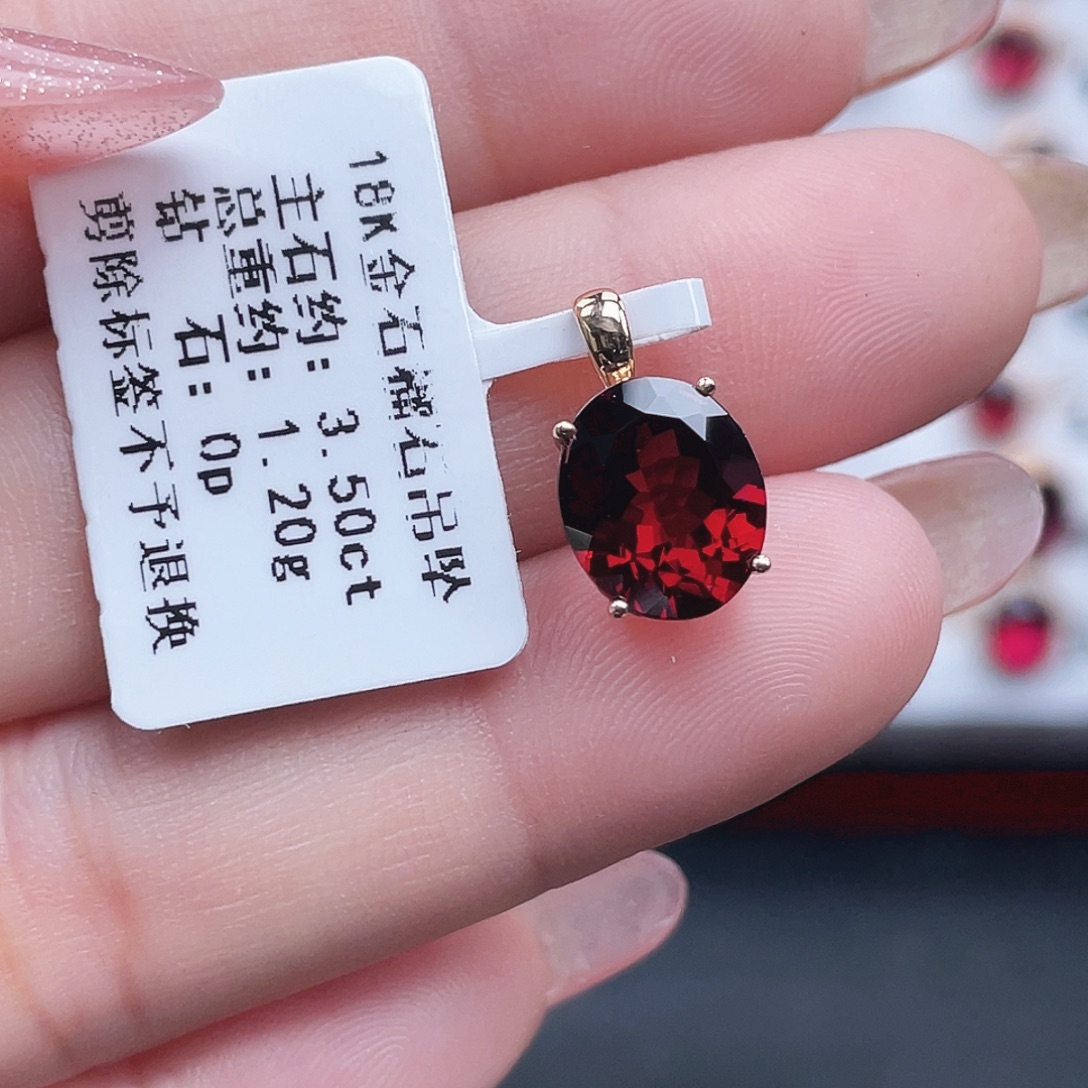 18K金石榴石吊坠
主石约: 3.50ct
总重约: 1.20g
钻 石: 0p
剪除标签不予退换